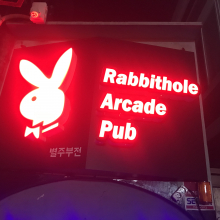 Rabbithole
Arcade
Pub
별주부전